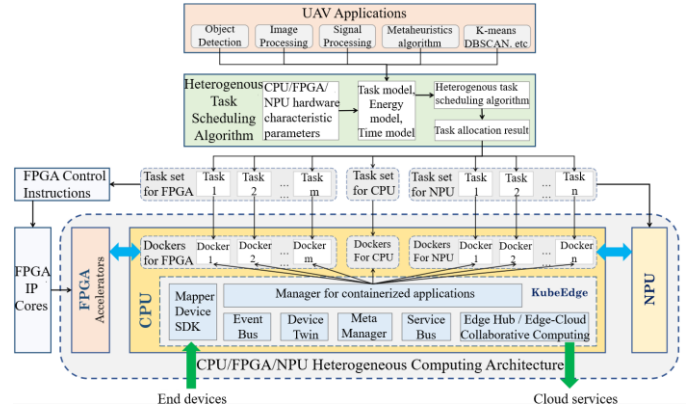 UAV Applications
Object
Detection
Image
Processing
Signal
Processing
Metaheuristics
algorithm
K-means
DBSCAN. etc
Heterogenous
Task
Scheduling
Algorithm
CPU/FPGA/
NPU hardware
characteristic
parameters
Task model,
Energy
model,
Time model
Heterogenous task
scheduling algorithm
Task allocation result
FPGA Control
Instructions
Task set
for FPGA
Task
1
Task
2
...
...
Task
m
Task set
for CPU
Task set
for NPU
Task
1
Task
2
...
...
Task
n
FPGA
IP
Cores
FPGA
Accelerators
CPU
Dockers
for FPGA
Docker
1
Docker
2
...
...
Docker
m
Dockers
For CPU
Dockers
For NPU
Docker
1
Docker
2
...
...
Docker
n
NPU
Mapper
Device
SDK
Manager for containerized applications
KubeEdge
Event
Bus
Device
Twin
Meta
Manager
Service
Bus
Edge Hub / Edge-Cloud
Collaborative Computing
CPU/FPGA/NPU Heterogeneous Computing Architecture
End devices
Cloud services